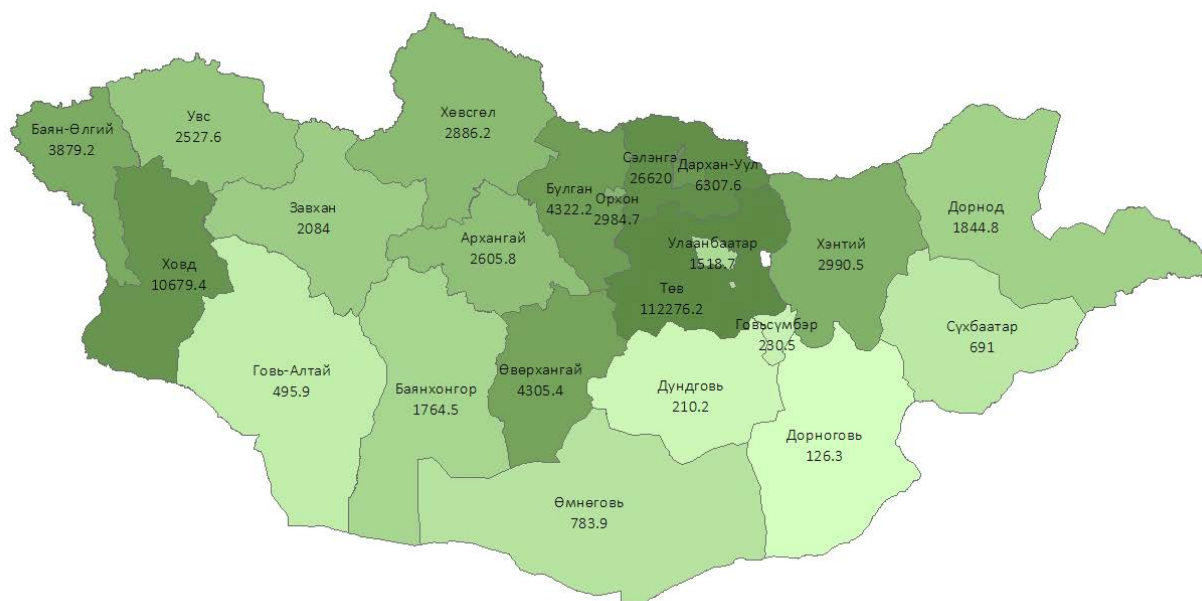 Хөвсгөл
2886.2
Увс
2527.6
Баян-Өлгий
3879.2
Сэлэнгэ
26620
Дархан-Уул
6307.6
Булган
4322.2
Орхон
2984.7
Завхан
2084
Дорнод
1844.8
Архангай
2605.8
Улаанбаатар
1518.7
Хэнтий
2990.5
Ховд
10679.4
Төв
112276.2
Говьсүмбэр
230.5
Сүхбаатар
691
Говь-Алтай
495.9
Баянхонгор
1764.5
Өвөрхангай
4305.4
Дундговь
210.2
Дорноговь
126.3
Өмнөговь
783.9